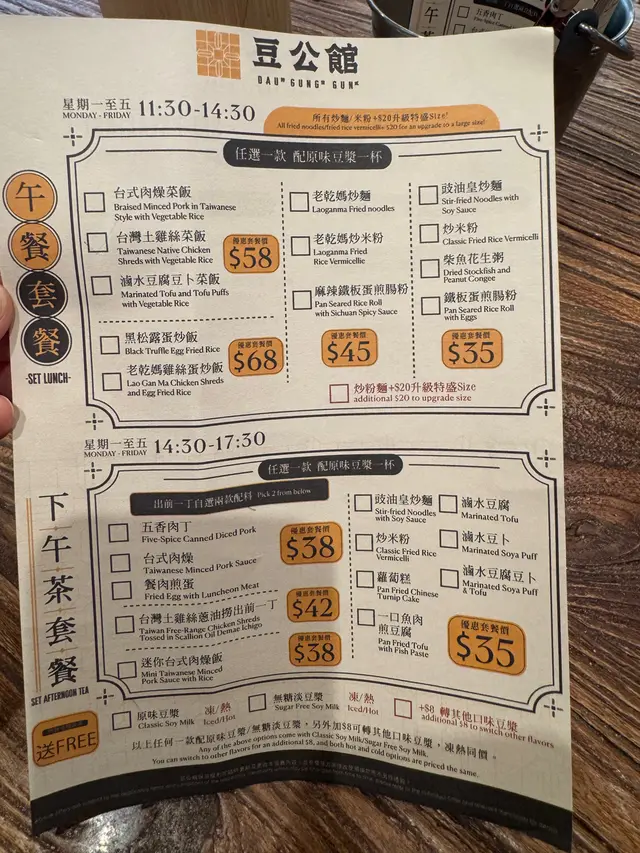 五香肉丁
豆公館
DAUᴺ GUNGᴺ GUNᴷ
星期一至五
MONDAY - FRIDAY
11:30-14:30
所有炒麵/米粉+$20升級特盛Size!
All fried noodles/fried rice vermicelli+ $20 for an upgrade to a large size!
任選一款 配原味豆漿一杯
午餐套餐
-SET LUNCH-
台式肉燥菜飯
Braised Minced Pork in Taiwanese
Style with Vegetable Rice
台灣土雞絲菜飯
Taiwanese Native Chicken
Shreds with Vegetable Rice
滷水豆腐豆卜菜飯
Marinated Tofu and Tofu Puffs
with Vegetable Rice
優惠套餐價
$58
黑松露蛋炒飯
Black Truffle Egg Fried Rice
老乾媽雞絲蛋炒飯
Lao Gan Ma Chicken Shreds
and Egg Fried Rice
優惠套餐價
$68
老乾媽炒麵
Laoganma Fried noodles
老乾媽炒米粉
Laoganma Fried
Rice Vermicellie
麻辣鐵板蛋煎腸粉
Pan Seared Rice Roll
with Sichuan Spicy Sauce
優惠套餐價
$45
豉油皇炒麵
Stir-fried Noodles with
Soy Sauce
炒米粉
Classic Fried Rice Vermicelli
柴魚花生粥
Dried Stockfish and
Peanut Congee
鐵板蛋煎腸粉
Pan Seared Rice Roll
with Eggs
優惠套餐價
$35
炒粉麵+$20升級特盛Size
additional $20 to upgrade size
星期一至五
MONDAY - FRIDAY
14:30-17:30
任選一款 配原味豆漿一杯
下午茶套餐
SET AFTERNOON TEA
出前一丁自選兩款配料 Pick 2 from below
五香肉丁
Five-Spice Canned Diced Pork
台式肉燥
Taiwanese Minced Pork Sauce
餐肉煎蛋
Fried Egg with Luncheon Meat
優惠套餐價
$38
台灣土雞絲蔥油撈出前一丁
Taiwan Free-Range Chicken Shreds
Tossed in Scallion Oil Demae Ichigo
優惠套餐價
$42
迷你台式肉燥飯
Mini Taiwanese Minced
Pork Sauce with Rice
優惠套餐價
$38
豉油皇炒麵
Stir-fried Noodles
with Soy Sauce
炒米粉
Classic Fried Rice
Vermicelli
蘿蔔糕
Pan Fried Chinese
Turnip Cake
一口魚肉
煎豆腐
Pan Fried Tofu
with Fish Paste
滷水豆腐
Marinated Tofu
滷水豆卜
Marinated Soya Puff
滷水豆腐豆卜
Marinated Tofu
& Soya Puff
優惠套餐價
$35
送FREE
原味豆漿
Classic Soy Milk
凍/熱
Iced/Hot
無糖淡豆漿
Sugar Free Soy Milk
凍/熱
Iced/Hot
+$8 轉其他口味豆漿
additional $8 to switch other flavors
以上任何一款配原味豆漿/無糖淡豆漿，另外加$8可轉其他口味豆漿，凍熱同價。
Any of the above options come with Classic Soy Milk/Sugar Free Soy Milk.
You can switch to other flavors for an additional $8, and both hot and cold options are priced the same.